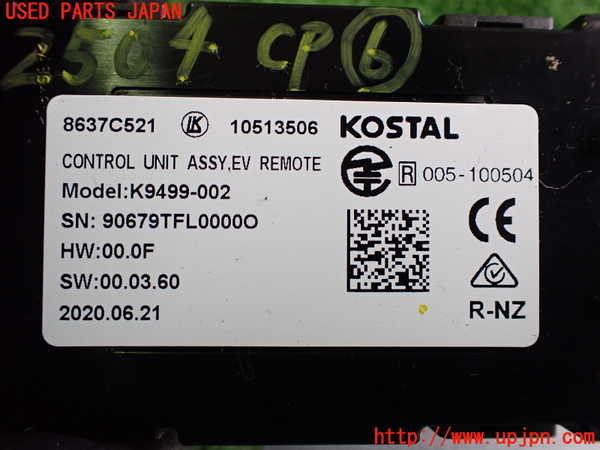 USED PARTS JAPAN
2504 CP 6
8637C521 10513506 KOSTAL
CONTROL UNIT ASSY,EV REMOTE
R 005-100504
Model:K9499-002
SN: 90679TFL0000O
HW:00.0F
CE
SW:00.03.60
2020.06.21
R-NZ
http://www.upjpn.com